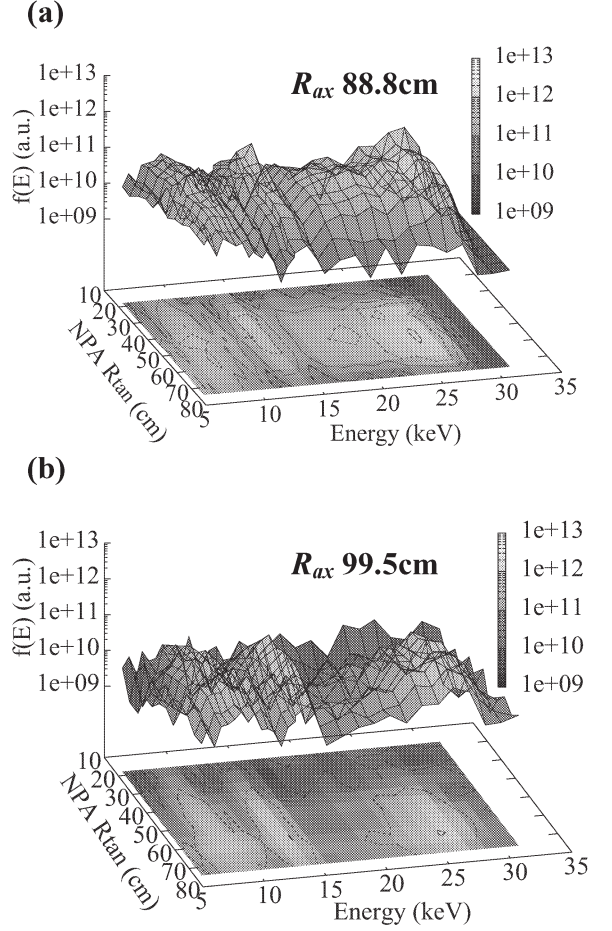 (a)
R_ax 88.8cm
f(E) (a.u.)
1e+13
1e+12
1e+11
1e+10
1e+09
1e+13
1e+12
1e+11
1e+10
1e+09
10
20
30
40
50
60
70
80
NPA Rtan (cm)
5
10
15
20
25
30
35
Energy (keV)
(b)
R_ax 99.5cm
f(E) (a.u.)
1e+13
1e+12
1e+11
1e+10
1e+09
1e+13
1e+12
1e+11
1e+10
1e+09
10
20
30
40
50
60
70
80
NPA Rtan (cm)
5
10
15
20
25
30
35
Energy (keV)